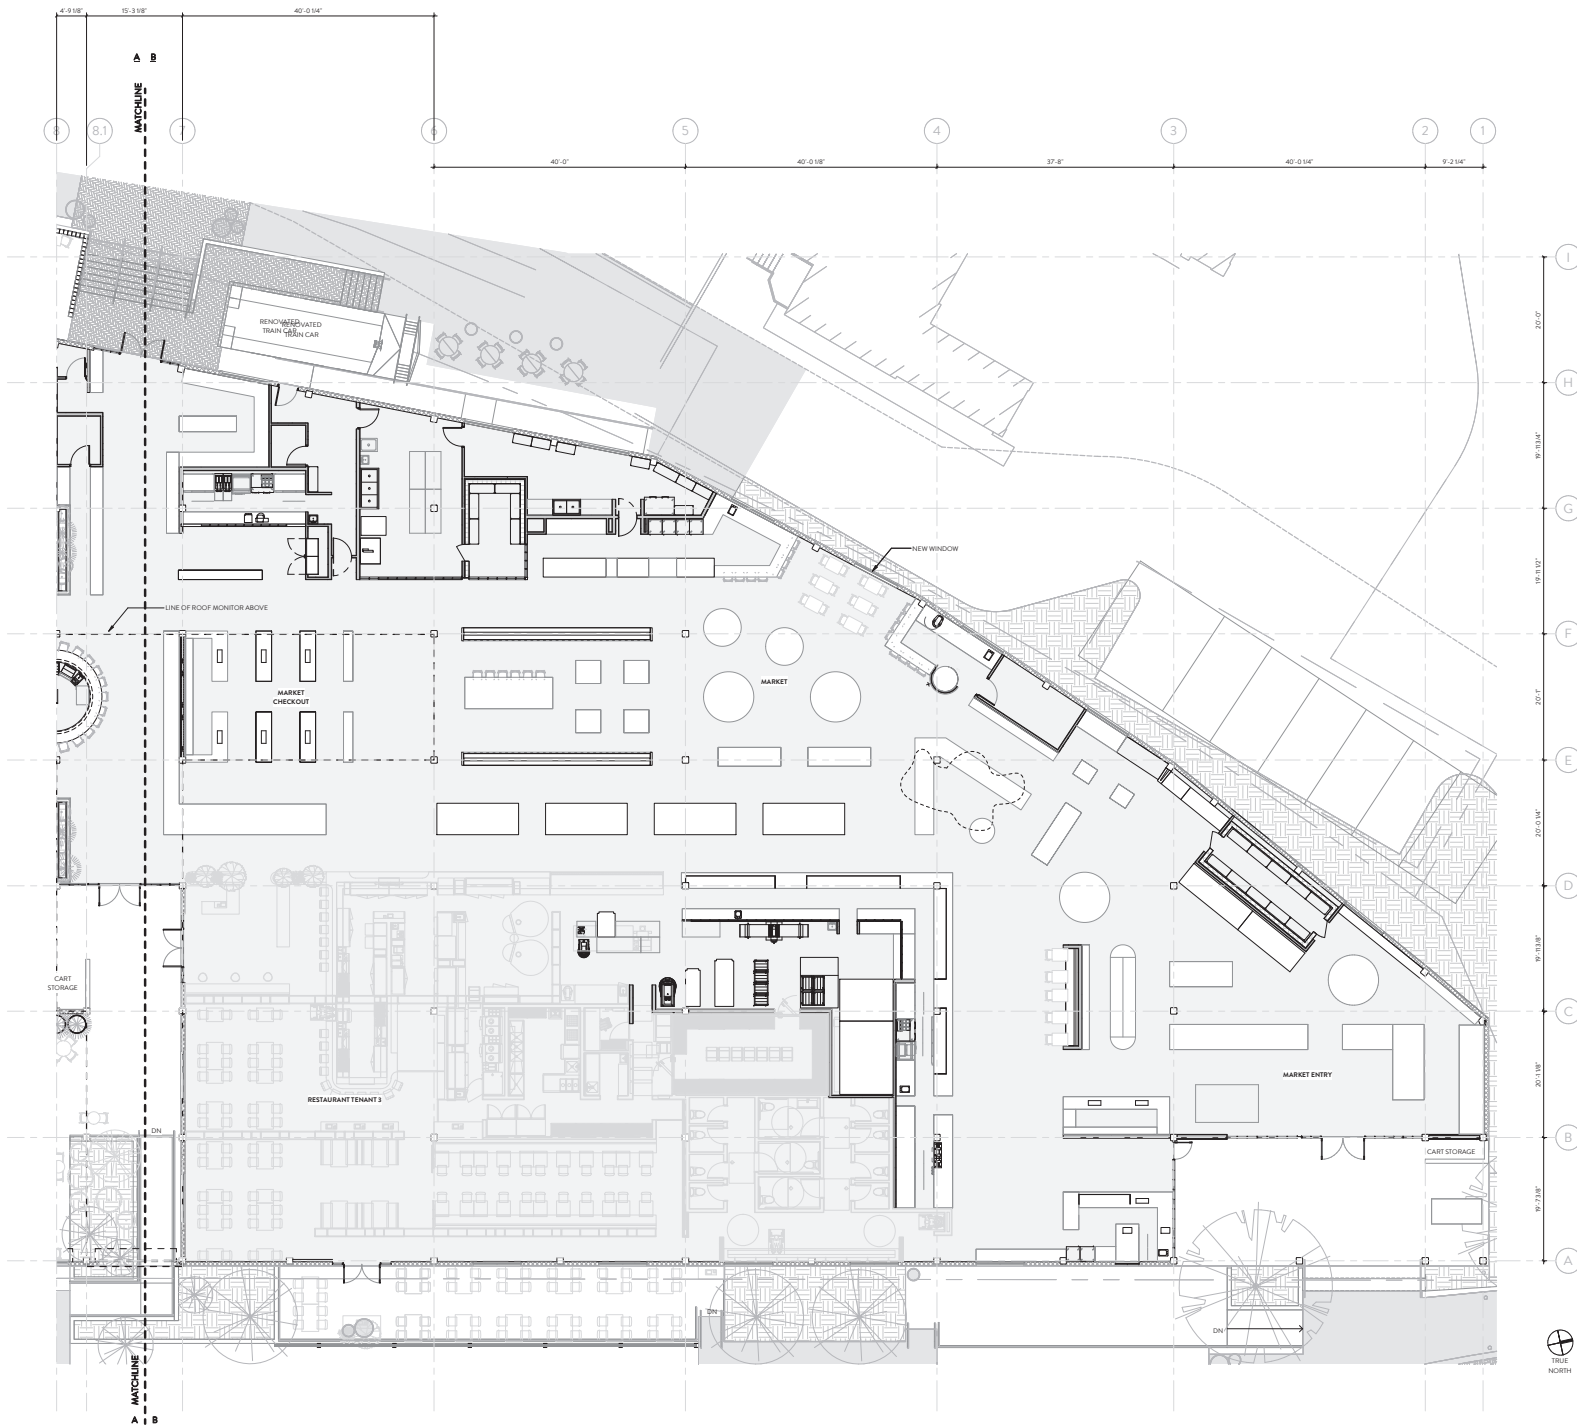 4'-9 1/8"
15'-3 1/8"
40'-0 1/4"
A B
MATCHLINE
8
8.1
7
6
5
4
3
2
1
40'-0"
40'-0 1/8"
37'-8"
40'-0 1/4"
9'-2 1/4"
I
20'-0"
RENOVATED
TRAIN CAR
RENOVATED
TRAIN CAR
H
19'-11 3/4"
G
NEW WINDOW
19'-11 1/2"
LINE OF ROOF MONITOR ABOVE
F
MARKET
MARKET
CHECKOUT
20'-1"
E
20'-0 1/4"
D
19'-11 3/8"
CART
STORAGE
C
MARKET ENTRY
20'-1 1/8"
RESTAURANT TENANT 3
DN
B
CART STORAGE
19'-7 3/8"
A
DN
DN
TRUE
NORTH
MATCHLINE
A B